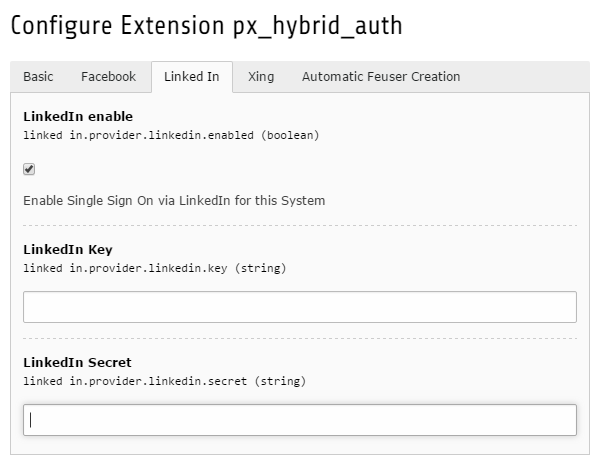 Configure Extension px_hybrid_auth
Basic Facebook Linked In Xing Automatic Feuser Creation
LinkedIn enable
linked in.provider.linkedin.enabled (boolean)
Enable Single Sign On via LinkedIn for this System
LinkedIn Key
linked in.provider.linkedin.key (string)
LinkedIn Secret
linked in.provider.linkedin.secret (string)